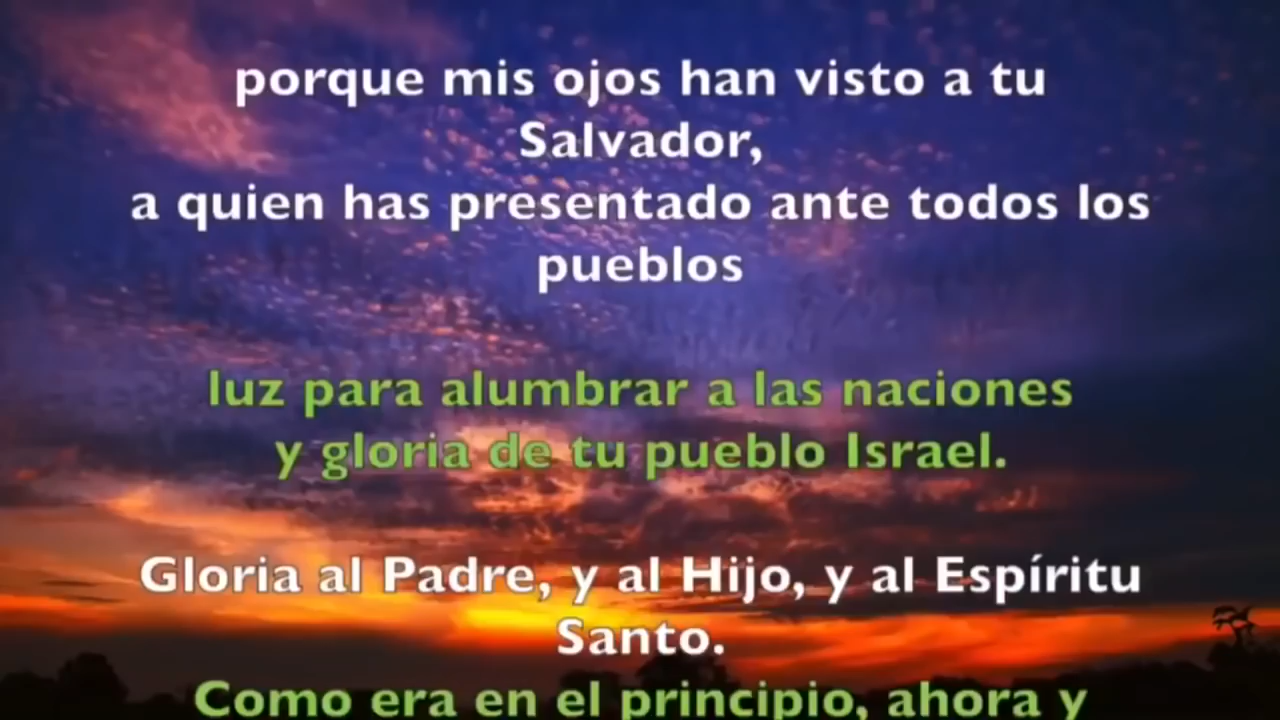 porque mis ojos han visto a tu
Salvador,
a quien has presentado ante todos los
pueblos
luz para alumbrar a las naciones
y gloria de tu pueblo Israel.
Gloria al Padre, y al Hijo, y al Espíritu
Santo.
Como era en el principio, ahora y